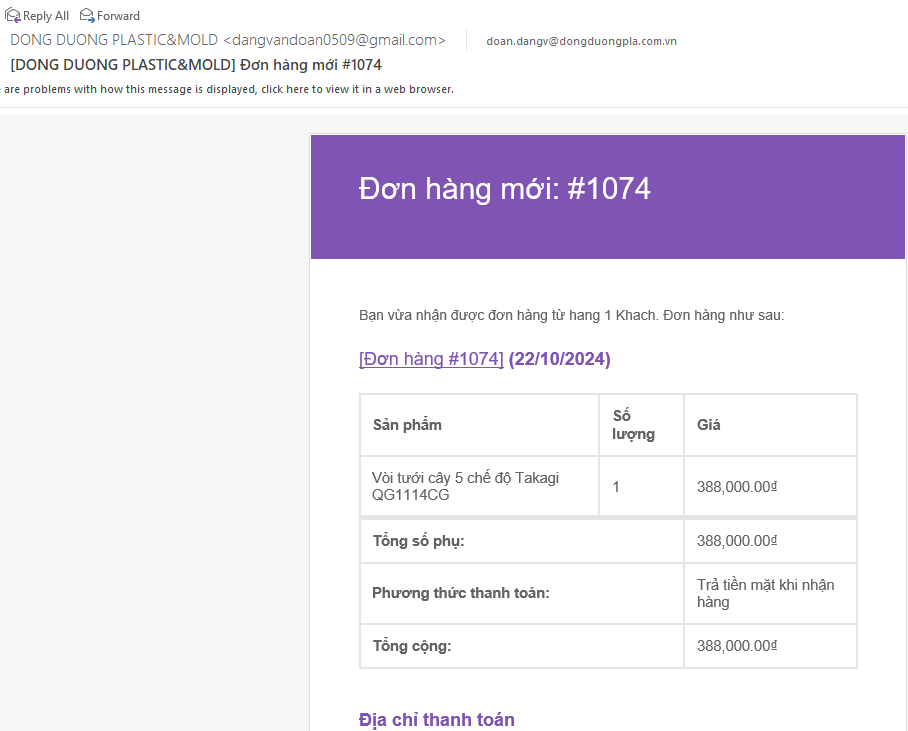 Reply All Forward
DONG DUONG PLASTIC&MOLD <dangvandoan0509@gmail.com> doan.dangv@dongduongpla.com.vn
[DONG DUONG PLASTIC&MOLD] Đơn hàng mới #1074
are problems with how this message is displayed, click here to view it in a web browser.
Đơn hàng mới: #1074
Bạn vừa nhận được đơn hàng từ hang 1 Khach. Đơn hàng như sau:
[Đơn hàng #1074] (22/10/2024)
Sản phẩm
Số
lượng
Giá
Vòi tưới cây 5 chế độ Takagi
QG1114CG
1
388,000.00₫
Tổng số phụ:
388,000.00₫
Phương thức thanh toán:
Trả tiền mặt khi nhận
hàng
Tổng cộng:
388,000.00₫
Địa chỉ thanh toán